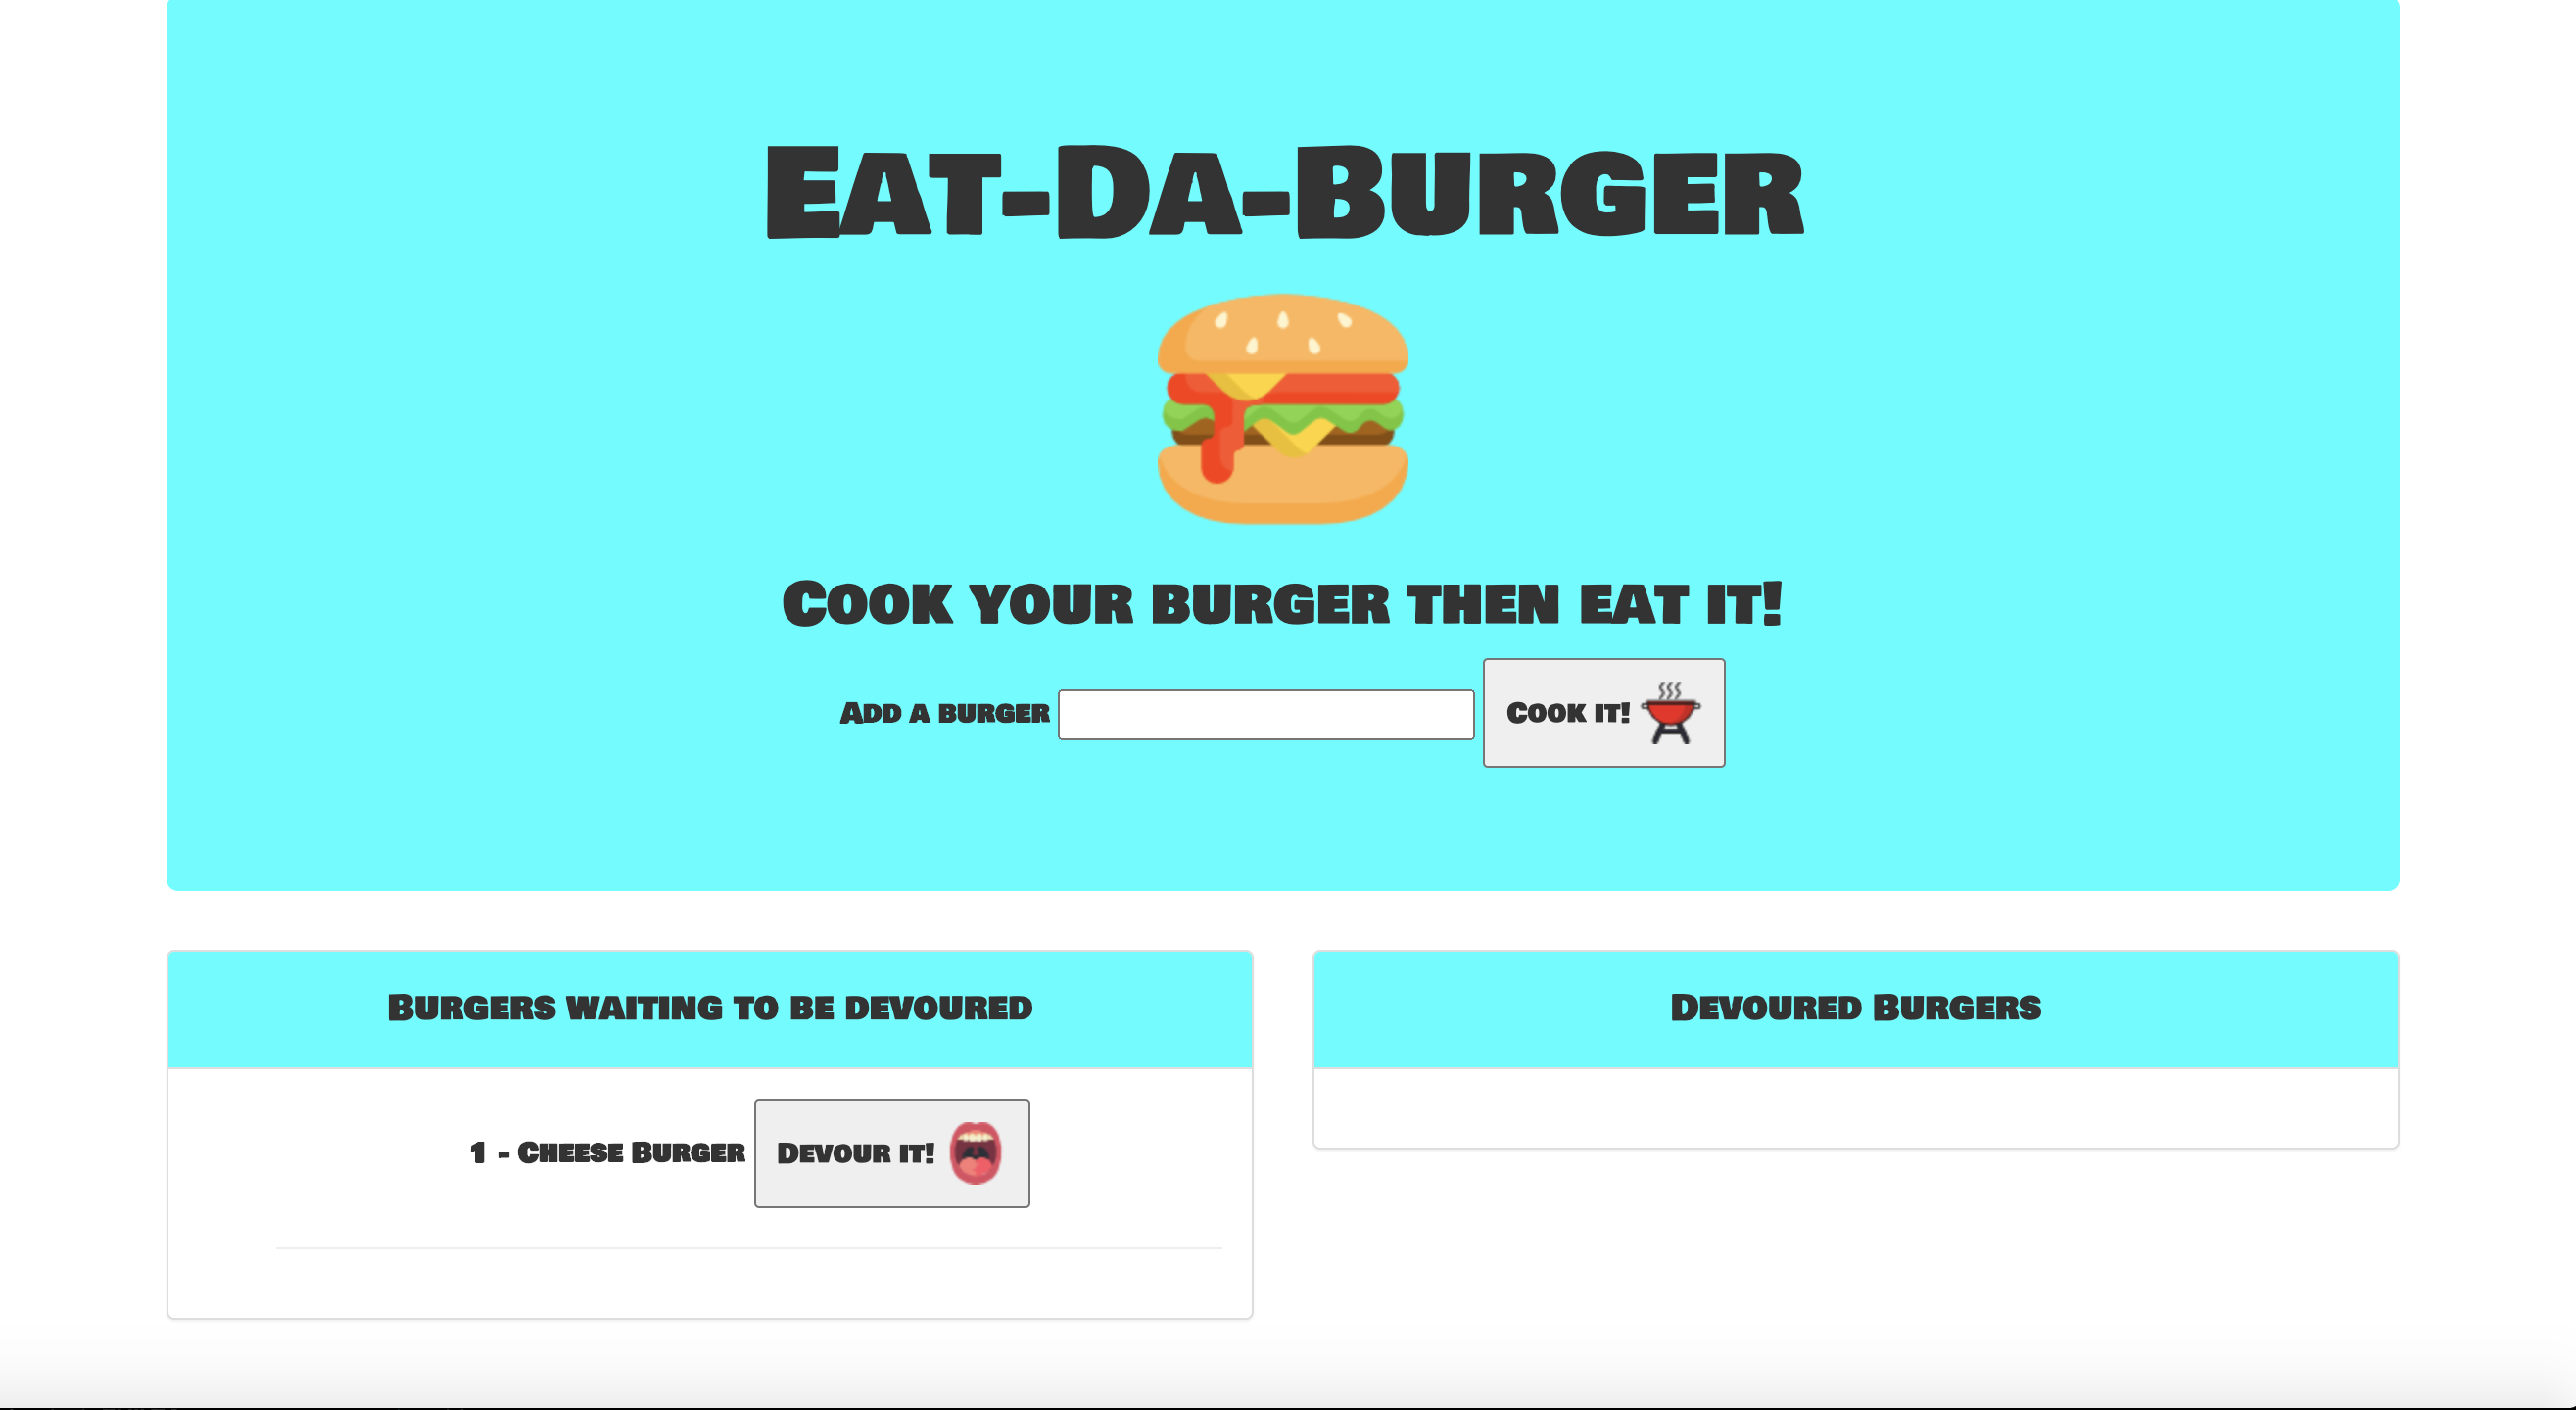 Eat-Da-Burger
Cook your burger then eat it!
Add a burger
Cook it!
Burgers waiting to be devoured
1 - Cheese Burger
Devour it!
Devoured Burgers